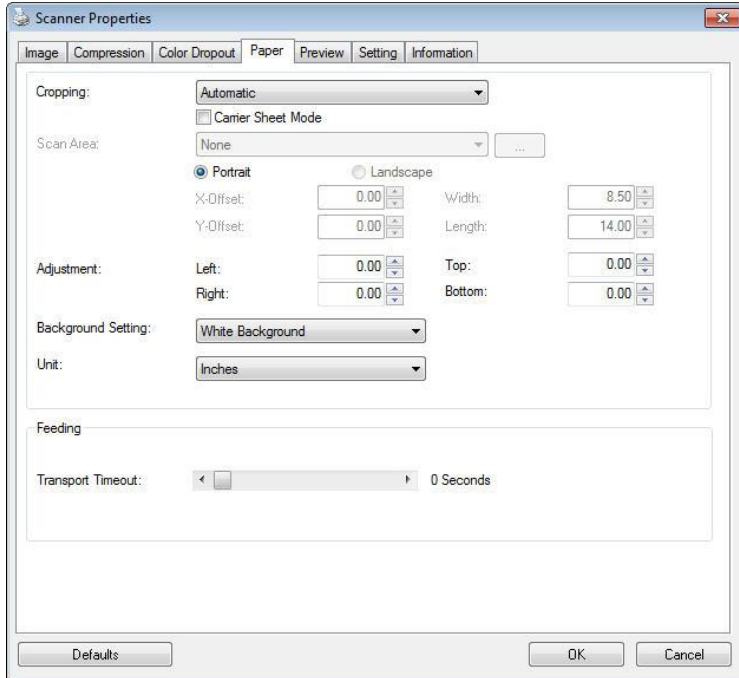 Scanner Properties
Image Compression Color Dropout Paper Preview Setting Information
Cropping: Automatic
Carrier Sheet Mode
Scan Area: None ...
Portrait Landscape
X-Offset: 0.00 Width: 8.50
Y-Offset: 0.00 Length: 14.00
Adjustment: Left: 0.00 Top: 0.00
Right: 0.00 Bottom: 0.00
Background Setting: White Background
Unit: Inches
Feeding
Transport Timeout: 0 Seconds
Defaults OK Cancel